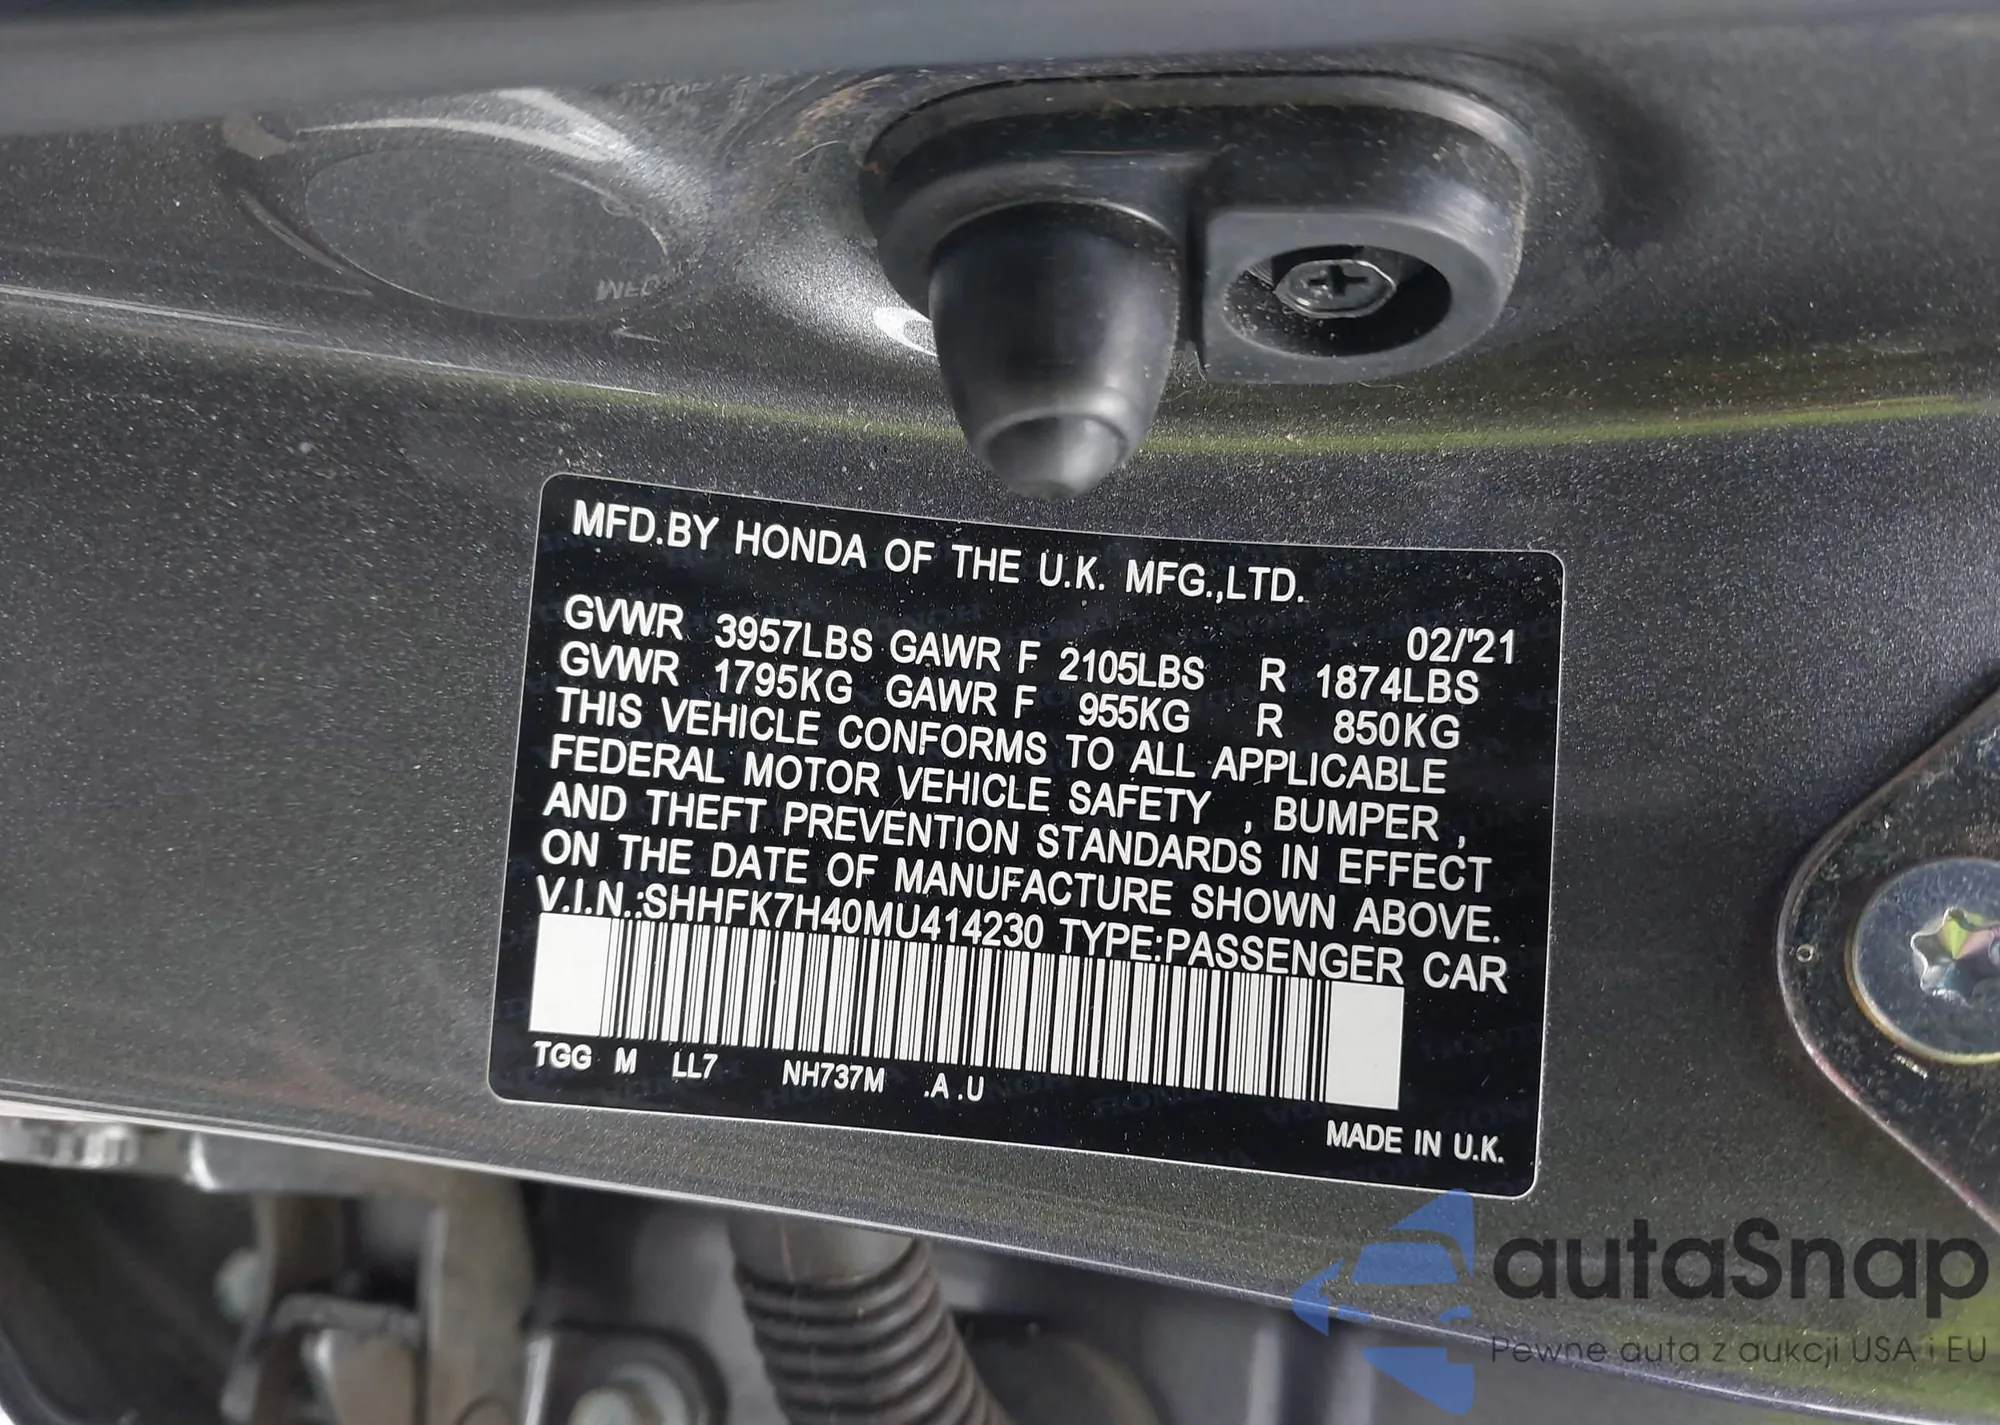 MFD.BY HONDA OF THE U.K. MFG.,LTD.
02/'21
GVWR 3957LBS GAWR F 2105LBS R 1874LBS
GVWR 1795KG GAWR F 955KG R 850KG
THIS VEHICLE CONFORMS TO ALL APPLICABLE
FEDERAL MOTOR VEHICLE SAFETY , BUMPER ,
AND THEFT PREVENTION STANDARDS IN EFFECT
ON THE DATE OF MANUFACTURE SHOWN ABOVE.
V.I.N.:SHHFK7H40MU414230 TYPE:PASSENGER CAR
TGG M LL7 NH737M .A .U
MADE IN U.K.
autaSnap
Pewne auta z aukcji USA i EU